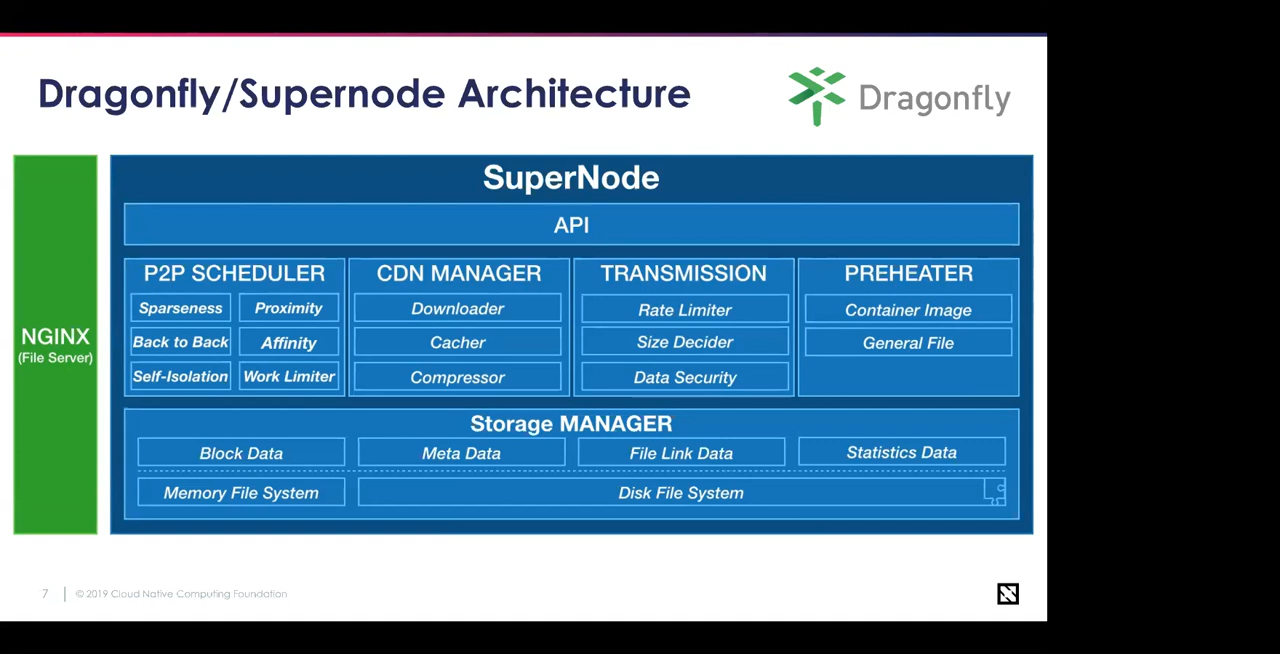 Dragonfly/Supernode Architecture
Dragonfly
NGINX
(File Server)
SuperNode
API
P2P SCHEDULER
Sparseness
Proximity
Back to Back
Affinity
Self-Isolation
Work Limiter
CDN MANAGER
Downloader
Cacher
Compressor
TRANSMISSION
Rate Limiter
Size Decider
Data Security
PREHEATER
Container Image
General File
Storage MANAGER
Block Data
Meta Data
File Link Data
Statistics Data
Memory File System
Disk File System
7
© 2019 Cloud Native Computing Foundation